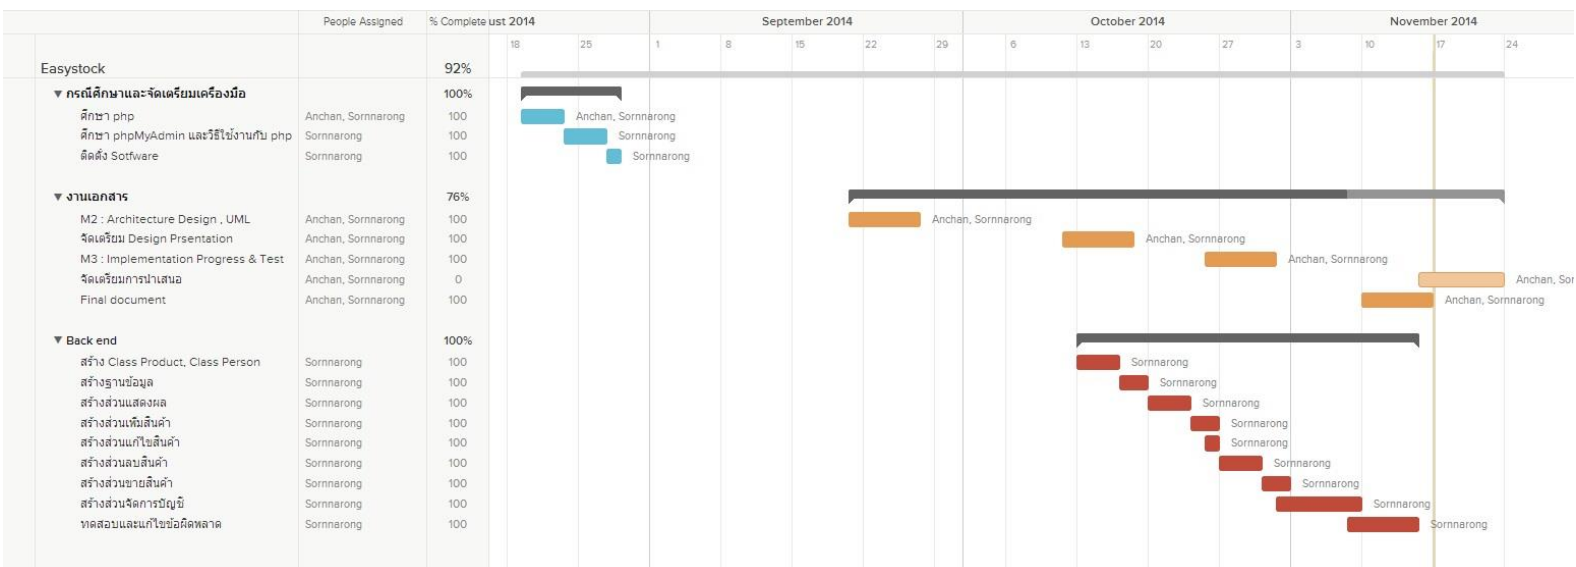 People Assigned % Complete ust 2014 September 2014 October 2014 November 2014
18 25 1 8 15 22 29 6 13 20 27 3 10 17 24
Easystock 92%
▼ กรณีศึกษาและจัดเตรียมเครื่องมือ 100%
ศึกษา php Anchan, Sornnarong 100 Anchan, Sornnarong
ศึกษา phpMyAdmin และวิธีใช้งานกับ php Sornnarong 100 Sornnarong
ติดตั้ง Sotfware Sornnarong 100 Sornnarong
▼ งานเอกสาร 76%
M2 : Architecture Design , UML Anchan, Sornnarong 100 Anchan, Sornnarong
จัดเตรียม Design Prsentation Anchan, Sornnarong 100 Anchan, Sornnarong
M3 : Implementation Progress & Test Anchan, Sornnarong 100 Anchan, Sornnarong
จัดเตรียมการนำเสนอ Anchan, Sornnarong 0 Anchan, Sor
Final document Anchan, Sornnarong 100 Anchan, Sornnarong
▼ Back end 100%
สร้าง Class Product, Class Person Sornnarong 100 Sornnarong
สร้างฐานข้อมูล Sornnarong 100 Sornnarong
สร้างส่วนแสดงผล Sornnarong 100 Sornnarong
สร้างส่วนเพิ่มสินค้า Sornnarong 100 Sornnarong
สร้างส่วนแก้ไขสินค้า Sornnarong 100 Sornnarong
สร้างส่วนลบสินค้า Sornnarong 100 Sornnarong
สร้างส่วนขายสินค้า Sornnarong 100 Sornnarong
สร้างส่วนจัดการบัญชี Sornnarong 100 Sornnarong
ทดสอบและแก้ไขข้อผิดพลาด Sornnarong 100 Sornnarong